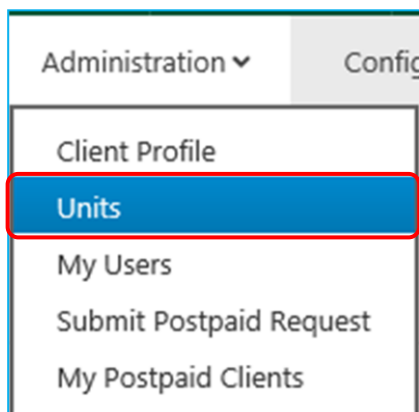 Administration
Client Profile
Units
My Users
Submit Postpaid Request
My Postpaid Clients